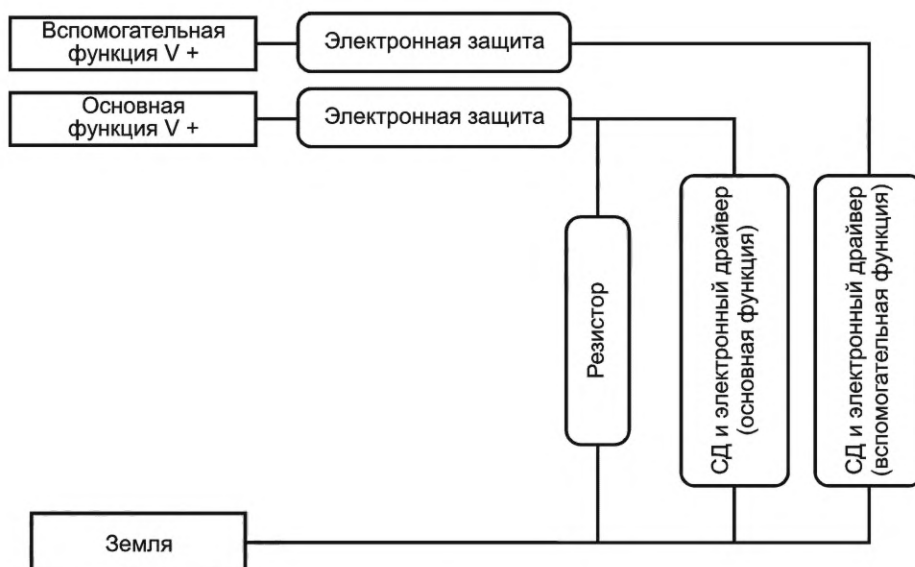 Вспомогательная
функция V +
Электронная защита
Основная
функция V +
Электронная защита
Резистор
СД и электронный драйвер
(основная функция)
СД и электронный драйвер
(вспомогательная функция)
Земля